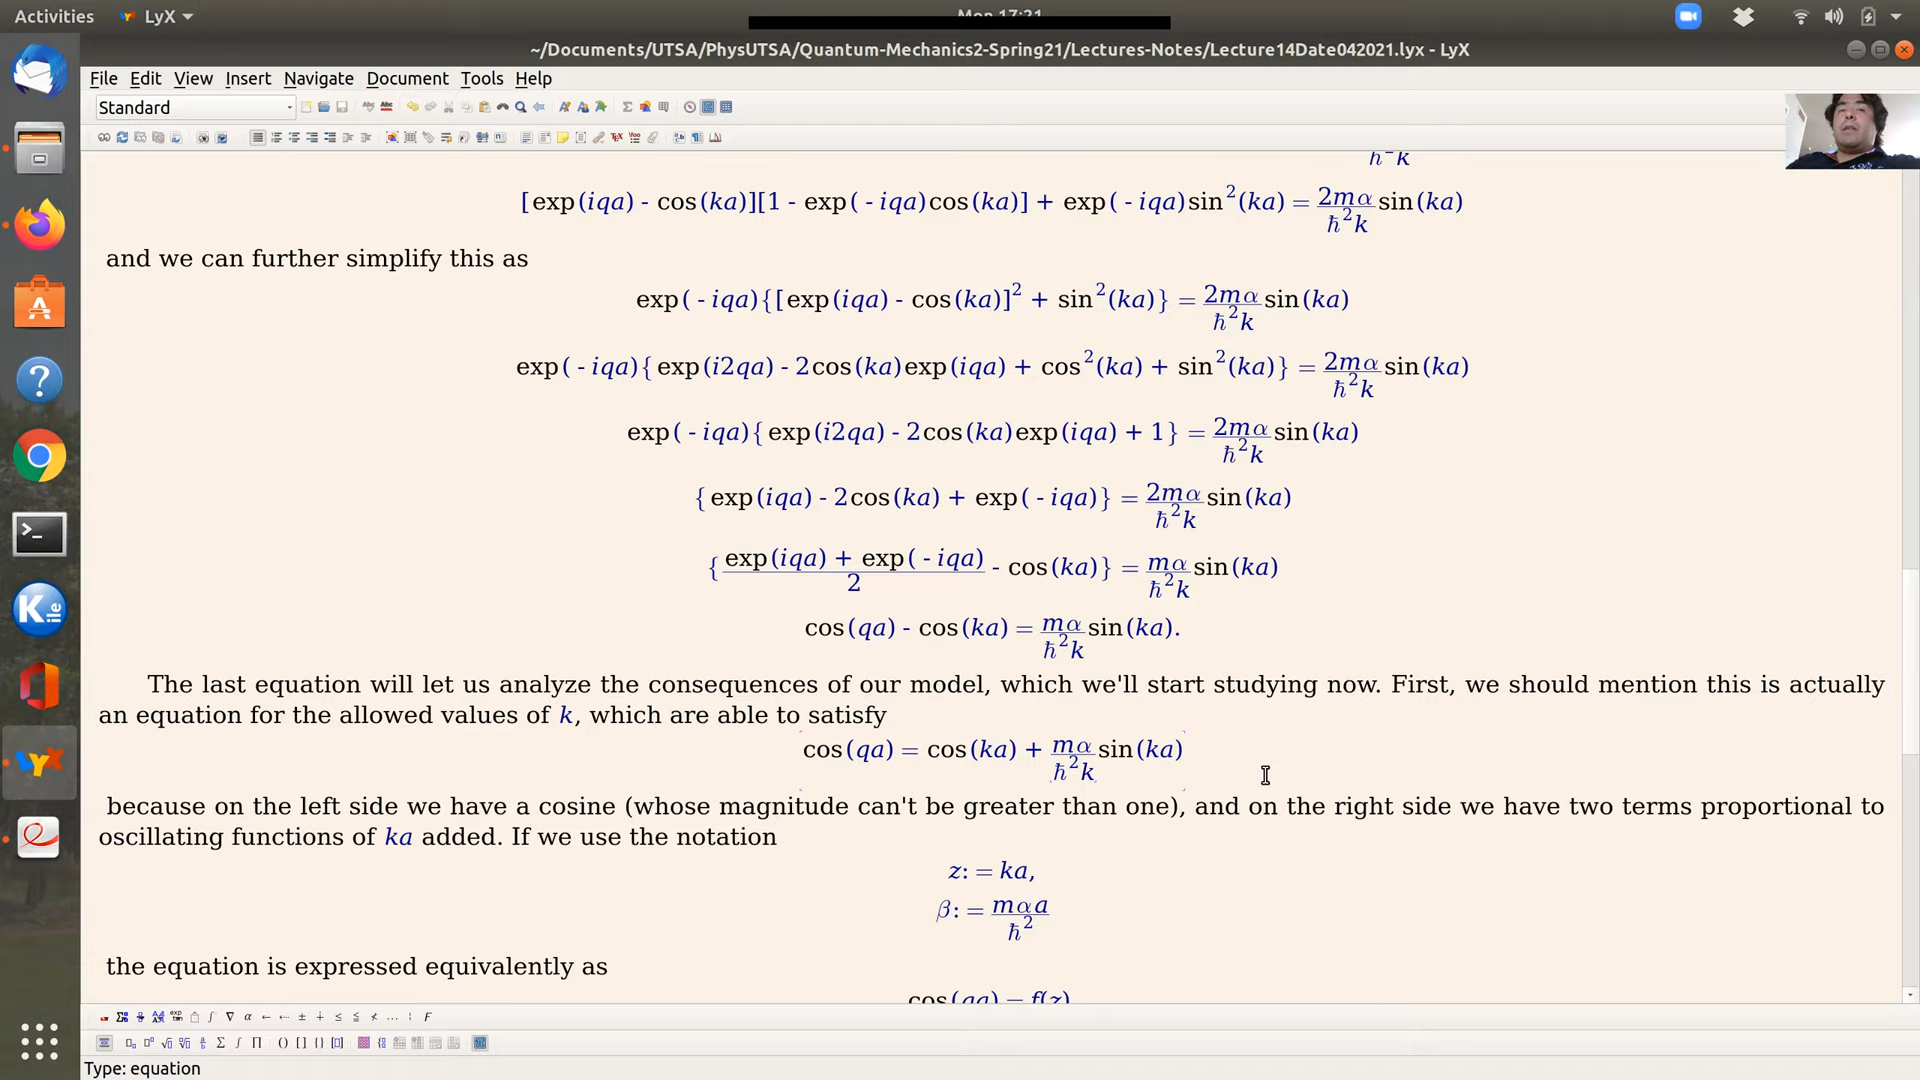 Activities LyX
~/Documents/UTSA/PhysUTSA/Quantum-Mechanics2-Spring21/Lectures-Notes/Lecture14Date042021.lyx - LyX
File Edit View Insert Navigate Document Tools Help
Standard
ħ²k
[exp(iqa) - cos(ka)][1 - exp( - iqa)cos(ka)] + exp( - iqa)sin²(ka) = 2mα/ħ²k sin(ka)
and we can further simplify this as
exp( - iqa){[exp(iqa) - cos(ka)]² + sin²(ka)} = 2mα/ħ²k sin(ka)
exp( - iqa){exp(i2qa) - 2cos(ka)exp(iqa) + cos²(ka) + sin²(ka)} = 2mα/ħ²k sin(ka)
exp( - iqa){exp(i2qa) - 2cos(ka)exp(iqa) + 1} = 2mα/ħ²k sin(ka)
{exp(iqa) - 2cos(ka) + exp( - iqa)} = 2mα/ħ²k sin(ka)
{exp(iqa) + exp( - iqa)/2 - cos(ka)} = mα/ħ²k sin(ka)
cos(qa) - cos(ka) = mα/ħ²k sin(ka).
The last equation will let us analyze the consequences of our model, which we'll start studying now. First, we should mention this is actually
an equation for the allowed values of k, which are able to satisfy
cos(qa) = cos(ka) + mα/ħ²k sin(ka)
because on the left side we have a cosine (whose magnitude can't be greater than one), and on the right side we have two terms proportional to
oscillating functions of ka added. If we use the notation
z: = ka,
β: = mαa/ħ²
the equation is expressed equivalently as
cos(qa) = f(z)
Type: equation